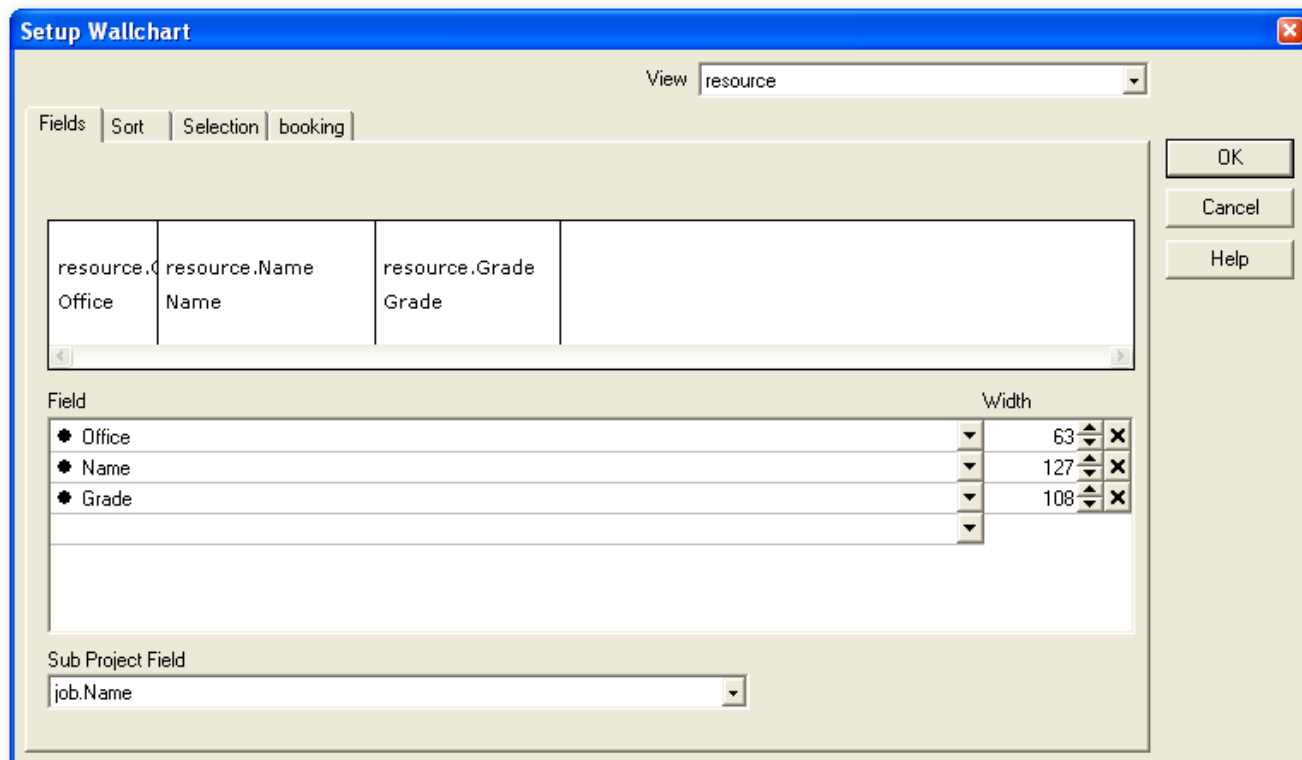 Setup Wallchart
View resource
Fields Sort Selection booking
OK
Cancel
Help
resource.( resource.Name resource.Grade
Office Name Grade
Field Width
Office 63
Name 127
Grade 108
Sub Project Field
job.Name